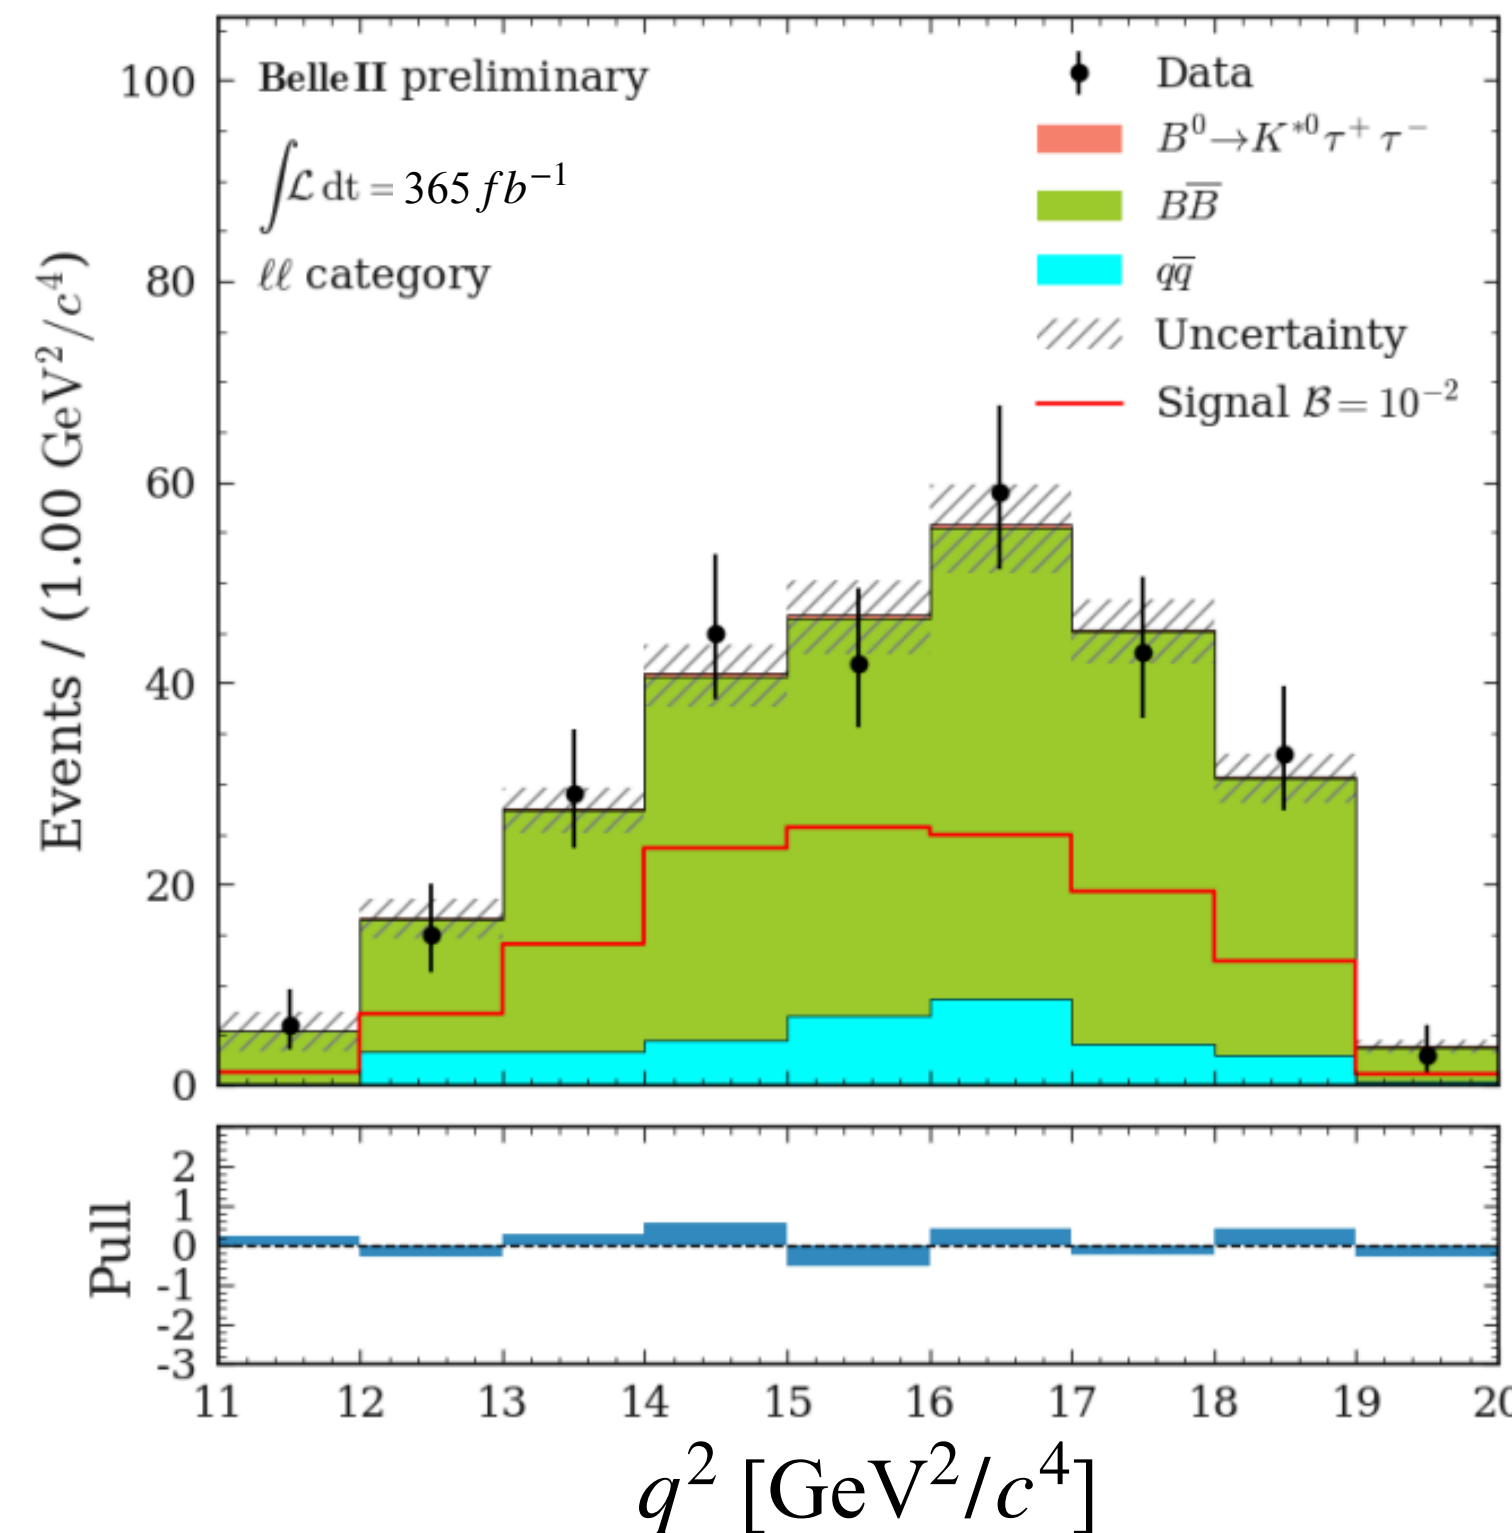 Belle II preliminary
∫ℒ dt = 365 fb⁻¹
ℓℓ category
Data
B⁰→K*⁰τ⁺ τ⁻
BB̅
qq̅
Uncertainty
Signal ℬ = 10⁻²
Events / (1.00 GeV²/c⁴)
100
80
60
40
20
0
Pull
2
1
0
-1
-2
-3
11 12 13 14 15 16 17 18 19 20
q² [GeV²/c⁴]